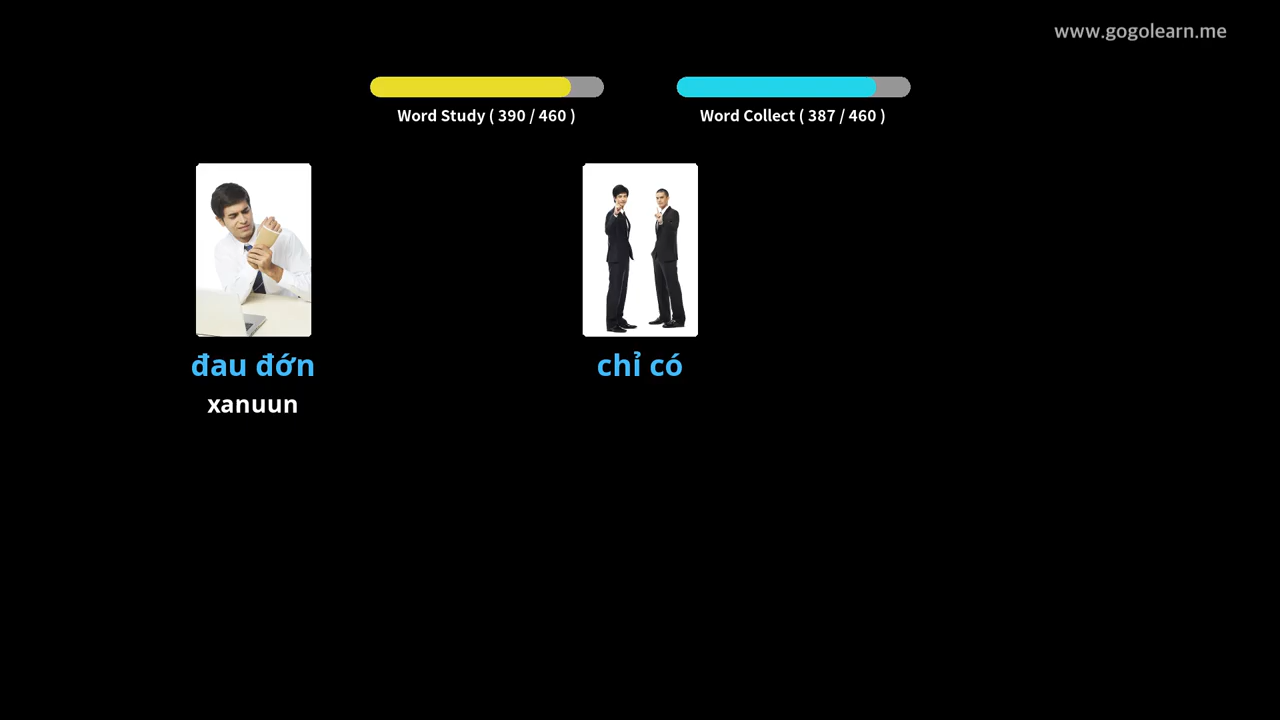 www.gogolearn.me
Word Study ( 390 / 460 )
Word Collect ( 387 / 460 )
đau đớn
xanuun
chỉ có